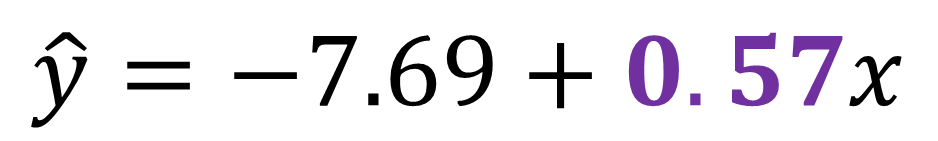 ŷ = −7.69 + 0.57x